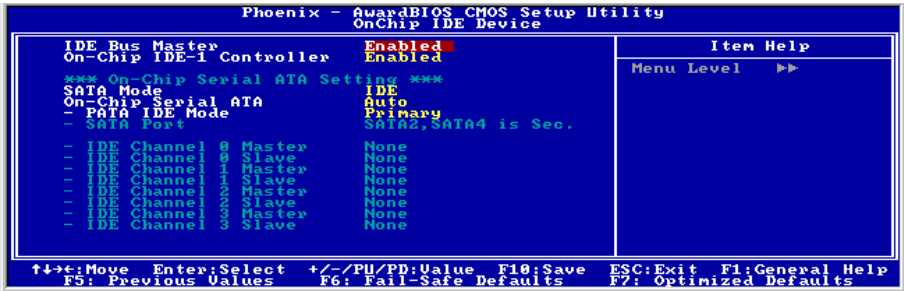 Phoenix - AwardBIOS CMOS Setup Utility
OnChip IDE Device
IDE Bus Master Enabled
On-Chip IDE-1 Controller Enabled
*** On-Chip Serial ATA Setting ***
SATA Mode IDE
On-Chip Serial ATA Auto
- PATA IDE Mode Primary
- SATA Port SATA2,SATA4 is Sec.
- IDE Channel 0 Master None
- IDE Channel 0 Slave None
- IDE Channel 1 Master None
- IDE Channel 1 Slave None
- IDE Channel 2 Master None
- IDE Channel 2 Slave None
- IDE Channel 3 Master None
- IDE Channel 3 Slave None
Item Help
Menu Level ▶▶
↑↓→←:Move Enter:Select +/-/PU/PD:Value F10:Save ESC:Exit F1:General Help
F5: Previous Values F6: Fail-Safe Defaults F7: Optimized Defaults